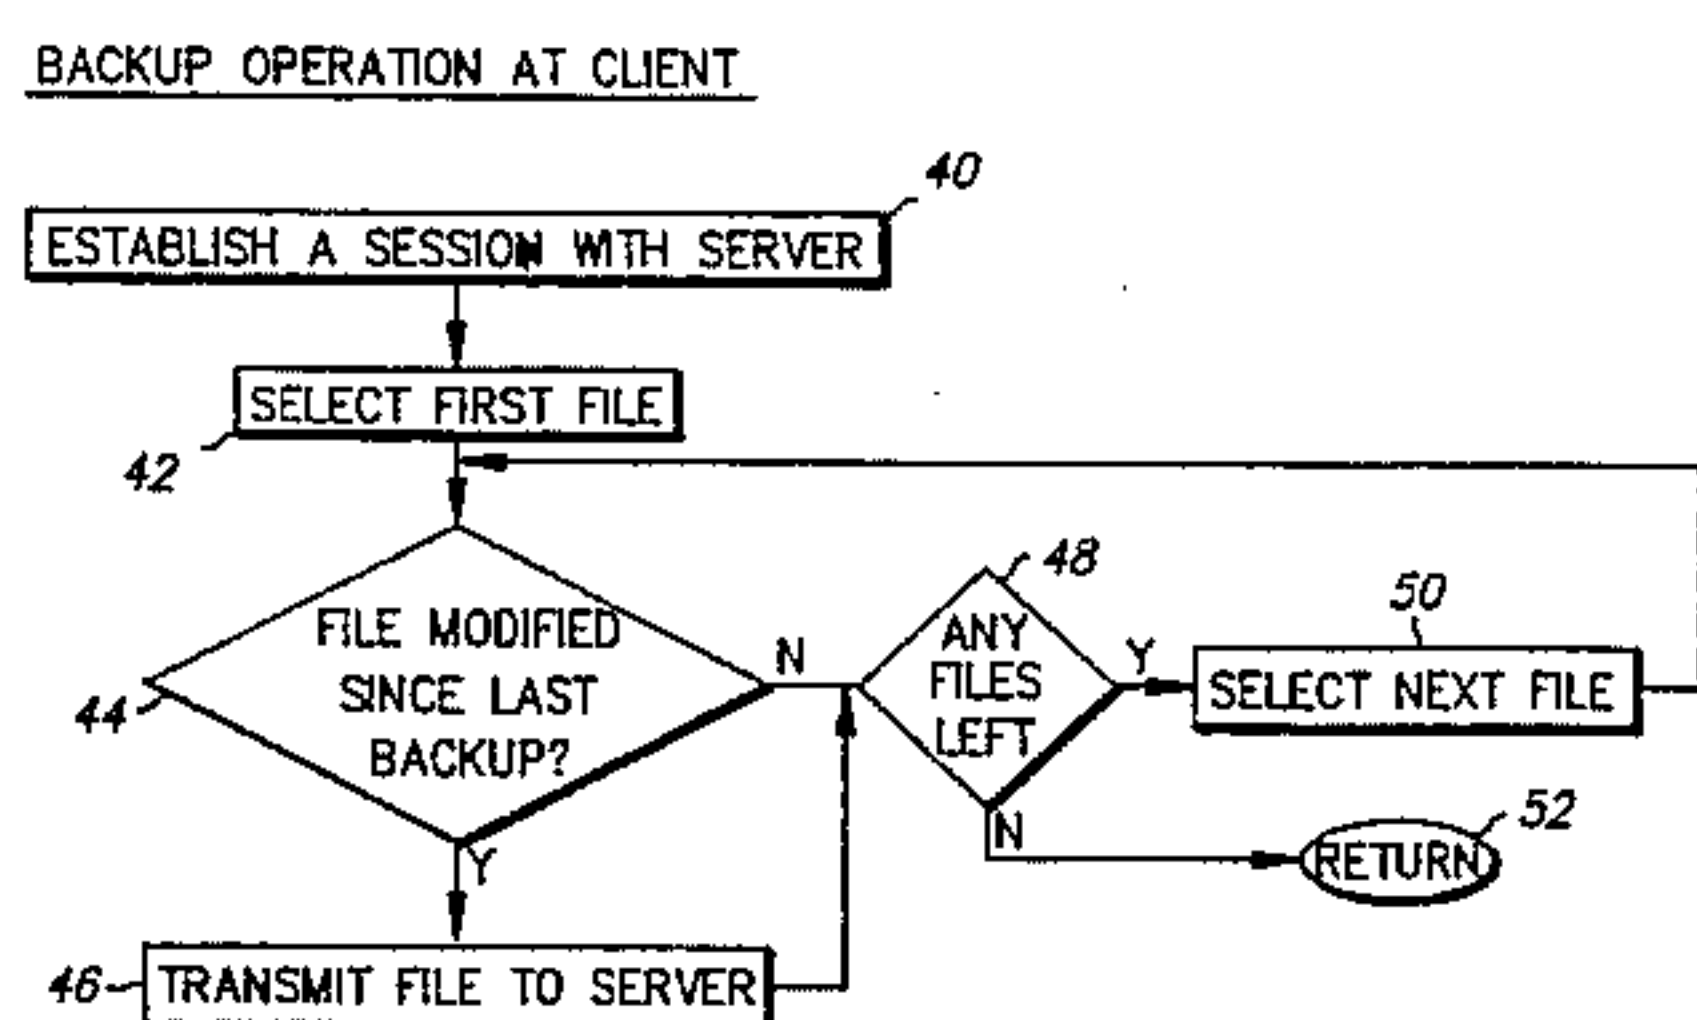 BACKUP OPERATION AT CLIENT
40
ESTABLISH A SESSION WITH SERVER
SELECT FIRST FILE
42
44
FILE MODIFIED
SINCE LAST
BACKUP?
N
Y
46
TRANSMIT FILE TO SERVER
48
ANY
FILES
LEFT
Y
N
50
SELECT NEXT FILE
52
RETURN